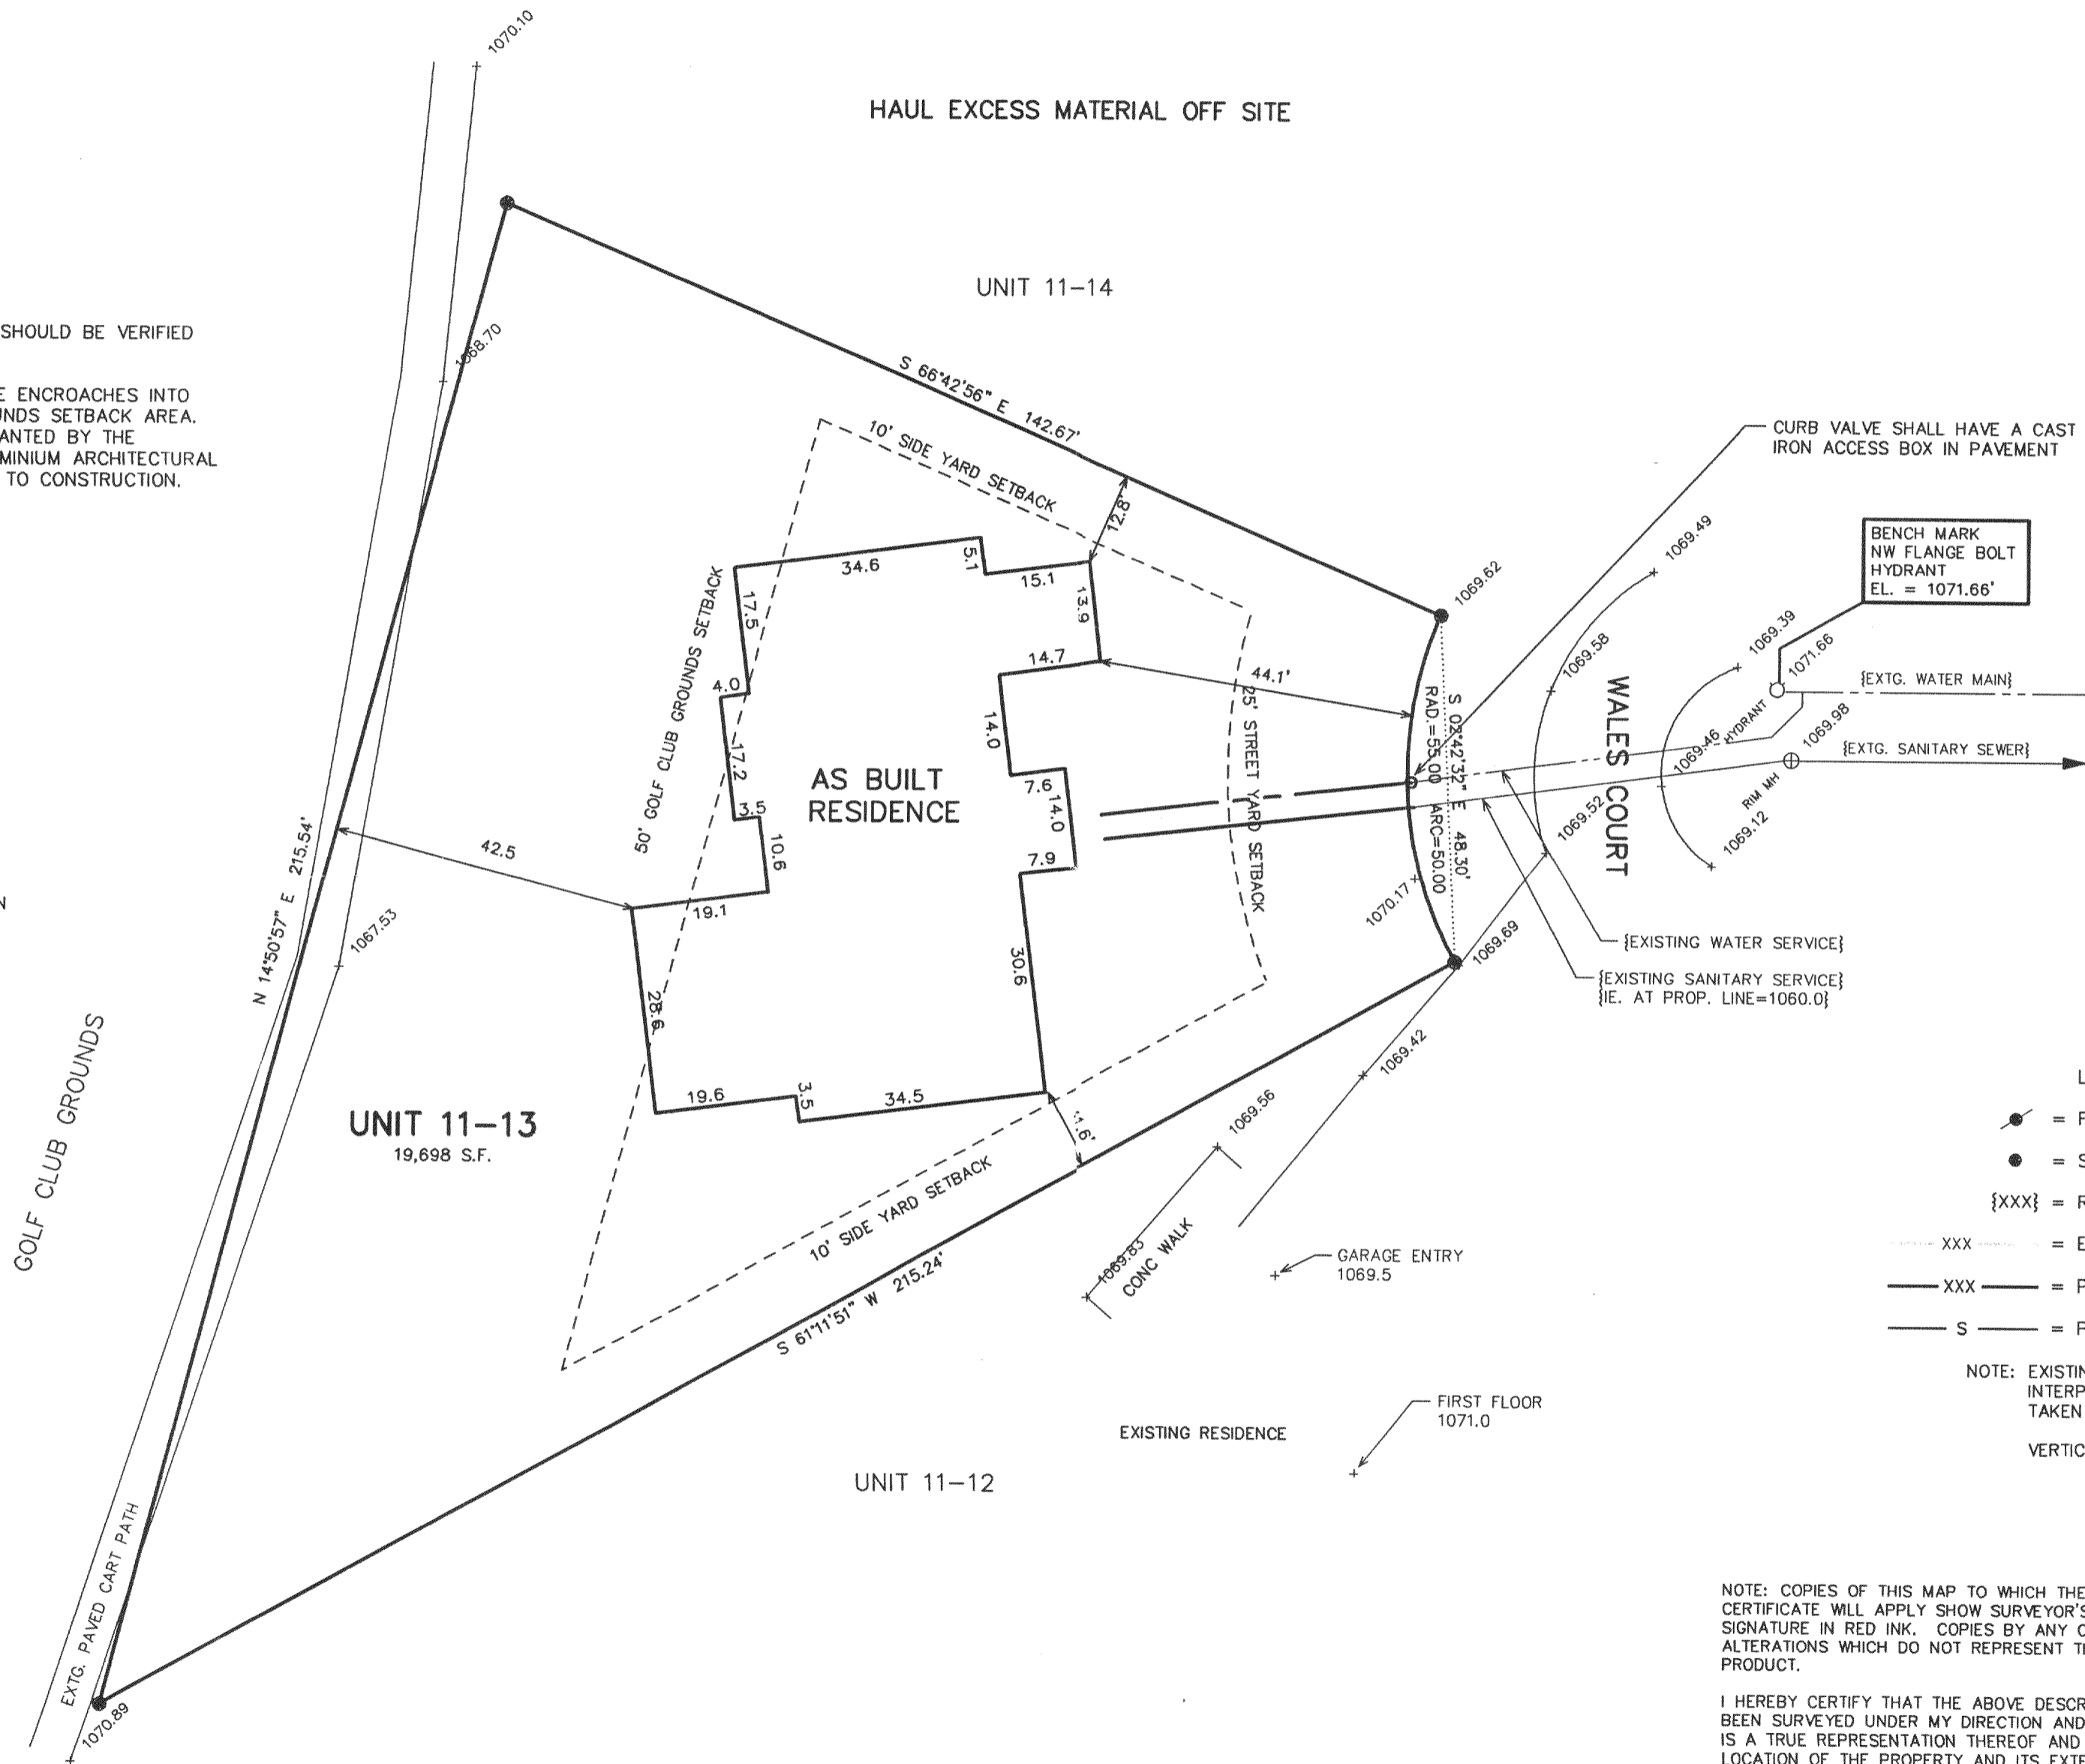 1070.10
HAUL EXCESS MATERIAL OFF SITE
UNIT 11-14
SHOULD BE VERIFIED
ENCROACHES INTO
SETBACK AREA.
BY THE
ARCHITECTURAL
TO CONSTRUCTION.
1068.70
S 66°42'56" E 142.67'
10' SIDE YARD SETBACK
12.8'
CURB VALVE SHALL HAVE A CAST
IRON ACCESS BOX IN PAVEMENT
BENCH MARK
NW FLANGE BOLT
HYDRANT
EL. = 1071.66'
1069.49
1069.62
1069.58
1069.39
1071.66
34.6
5.1
15.1
17.5
13.9
50' GOLF CLUB GROUNDS SETBACK
14.7
44.1'
4.0
14.0
17.2
AS BUILT
RESIDENCE
7.6
14.0
3.5
10.6
7.9
25' STREET YARD SETBACK
RAD.=55.00 ARC=50.00
S 02°42'32" E 48.30'
WALES COURT
{EXTG. WATER MAIN}
HYDRANT
1069.98
1069.46
{EXTG. SANITARY SEWER}
RIM MH
1069.12
1069.52
42.5
N 14°50'57" E 215.54'
1067.53
19.1
28.6
30.6
1070.17
1069.69
{EXISTING WATER SERVICE}
{EXISTING SANITARY SERVICE}
{IE. AT PROP. LINE=1060.0}
GOLF CLUB GROUNDS
UNIT 11-13
19,698 S.F.
19.6
3.5
34.5
1069.42
1069.56
10' SIDE YARD SETBACK
S 61°11'51" W 215.24'
1069.83
CONC WALK
GARAGE ENTRY
1069.5
{XXX} =
XXX =
XXX =
S =
FIRST FLOOR
1071.0
EXISTING RESIDENCE
UNIT 11-12
NOTE:
TAKEN
EXTG. PAVED CART PATH
1070.89
NOTE: COPIES OF THIS MAP TO WHICH THE
CERTIFICATE WILL APPLY SHOW SURVEYOR'S
SIGNATURE IN RED INK. COPIES BY ANY
ALTERATIONS WHICH DO NOT REPRESENT
PRODUCT.
I HEREBY CERTIFY THAT THE ABOVE
BEEN SURVEYED UNDER MY DIRECTION AND
IS A TRUE REPRESENTATION THEREOF AND
LOCATION OF THE PROPERTY AND ITS